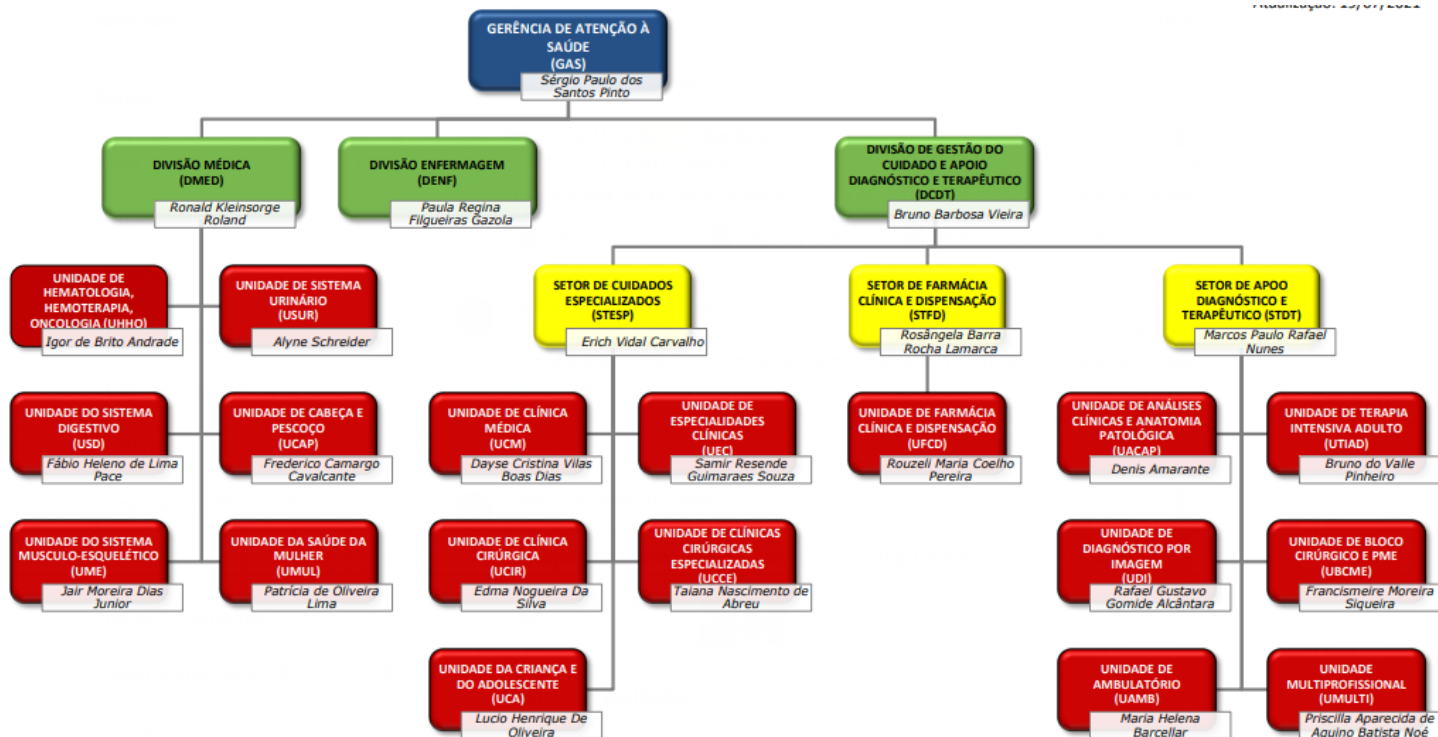 GERÊNCIA DE ATENÇÃO À
SAÚDE
(GAS)
Sérgio Paulo dos
Santos Pinto
DIVISÃO MÉDICA
(DMED)
Ronald Kleinsorge
Roland
DIVISÃO ENFERMAGEM
(DENF)
Paula Regina
Filgueiras Gazola
DIVISÃO DE GESTÃO DO
CUIDADO E APOIO
DIAGNÓSTICO E TERAPÊUTICO
(DCDT)
Bruno Barbosa Vieira
UNIDADE DE
HEMATOLOGIA,
HEMOTERAPIA,
ONCOLOGIA (UHHO)
Igor de Brito Andrade
UNIDADE DE SISTEMA
URINÁRIO
(USUR)
Alyne Schreider
SETOR DE CUIDADOS
ESPECIALIZADOS
(STESP)
Erich Vidal Carvalho
SETOR DE FARMÁCIA
CLÍNICA E DISPENSAÇÃO
(STFD)
Rosângela Barra
Rocha Lamarca
SETOR DE APOO
DIAGNÓSTICO E
TERAPÊUTICO (STDT)
Marcos Paulo Rafael
Nunes
UNIDADE DO SISTEMA
DIGESTIVO
(USD)
Fábio Heleno de Lima
Pace
UNIDADE DE CABEÇA E
PESCOÇO
(UCAP)
Frederico Camargo
Cavalcante
UNIDADE DE CLÍNICA
MÉDICA
(UCM)
Dayse Cristina Vilas
Boas Dias
UNIDADE DE
ESPECIALIDADES
CLÍNICAS
(UEC)
Samir Resende
Guimaraes Souza
UNIDADE DE FARMÁCIA
CLÍNICA E DISPENSAÇÃO
(UFCD)
Rouzeli Maria Coelho
Pereira
UNIDADE DE ANÁLISES
CLÍNICAS E ANATOMIA
PATOLÓGICA
(UACAP)
Denis Amarante
UNIDADE DE TERAPIA
INTENSIVA ADULTO
(UTIAD)
Bruno do Valle
Pinheiro
UNIDADE DO SISTEMA
MUSCULO-ESQUELÉTICO
(UME)
Jair Moreira Dias
Junior
UNIDADE DA SAÚDE DA
MULHER
(UMUL)
Patrícia de Oliveira
Lima
UNIDADE DE CLÍNICA
CIRÚRGICA
(UCIR)
Edma Nogueira Da
Silva
UNIDADE DE CLÍNICAS
CIRÚRGICAS
ESPECIALIZADAS
(UCCE)
Taiana Nascimento de
Abreu
UNIDADE DE
DIAGNÓSTICO POR
IMAGEM
(UDI)
Rafael Gustavo
Gomide Alcântara
UNIDADE DE BLOCO
CIRÚRGICO E PME
(UBCME)
Francismeire Moreira
Siqueira
UNIDADE DA CRIANÇA E
DO ADOLESCENTE
(UCA)
Lucio Henrique De
Oliveira
UNIDADE DE
AMBULATÓRIO
(UAMB)
Maria Helena
Barcellar
UNIDADE
MULTIPROFISSIONAL
(UMULTI)
Priscilla Aparecida de
Aquino Batista Noé